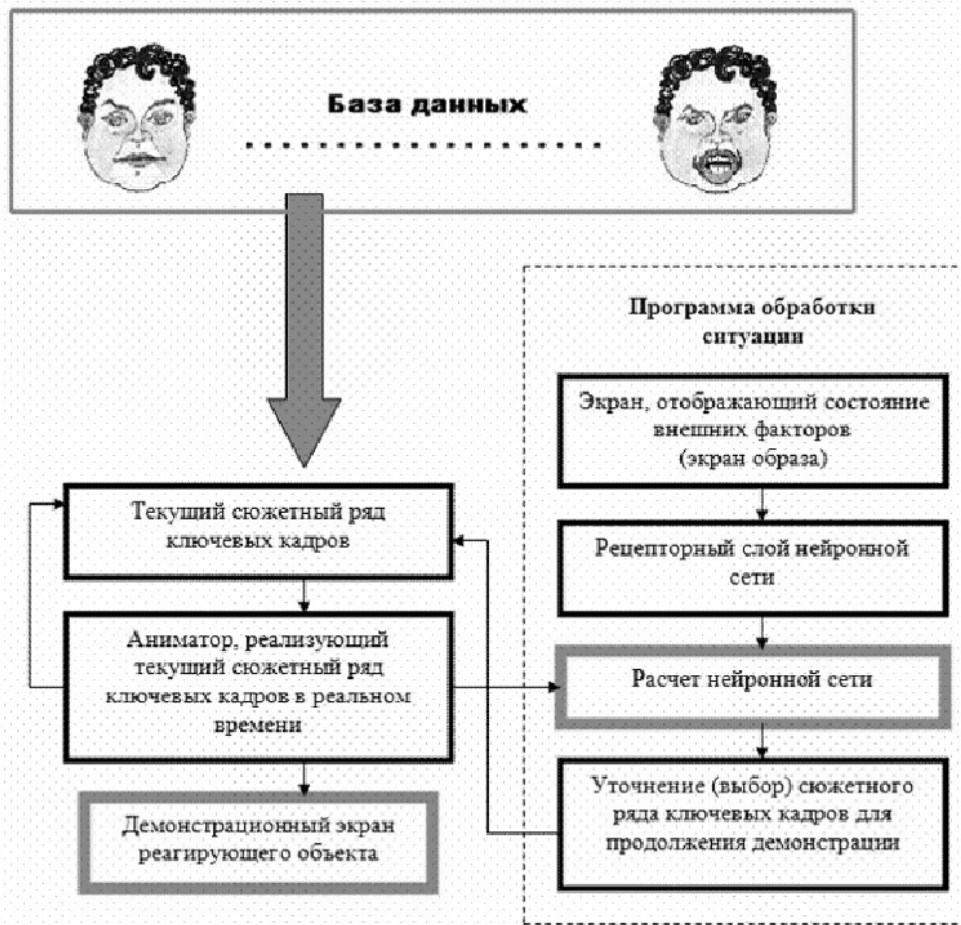 База данных
Программа обработки
ситуации
Экран, отображающий состояние
внешних факторов
(экран образа)
Текущий сюжетный ряд
ключевых кадров
Рецепторный слой нейронной
сети
Аниматор, реализующий
текущий сюжетный ряд
ключевых кадров в реальном
времени
Расчет нейронной сети
Уточнение (выбор) сюжетного
ряда ключевых кадров для
продолжения демонстрации
Демонстрационный экран
реагирующего объекта